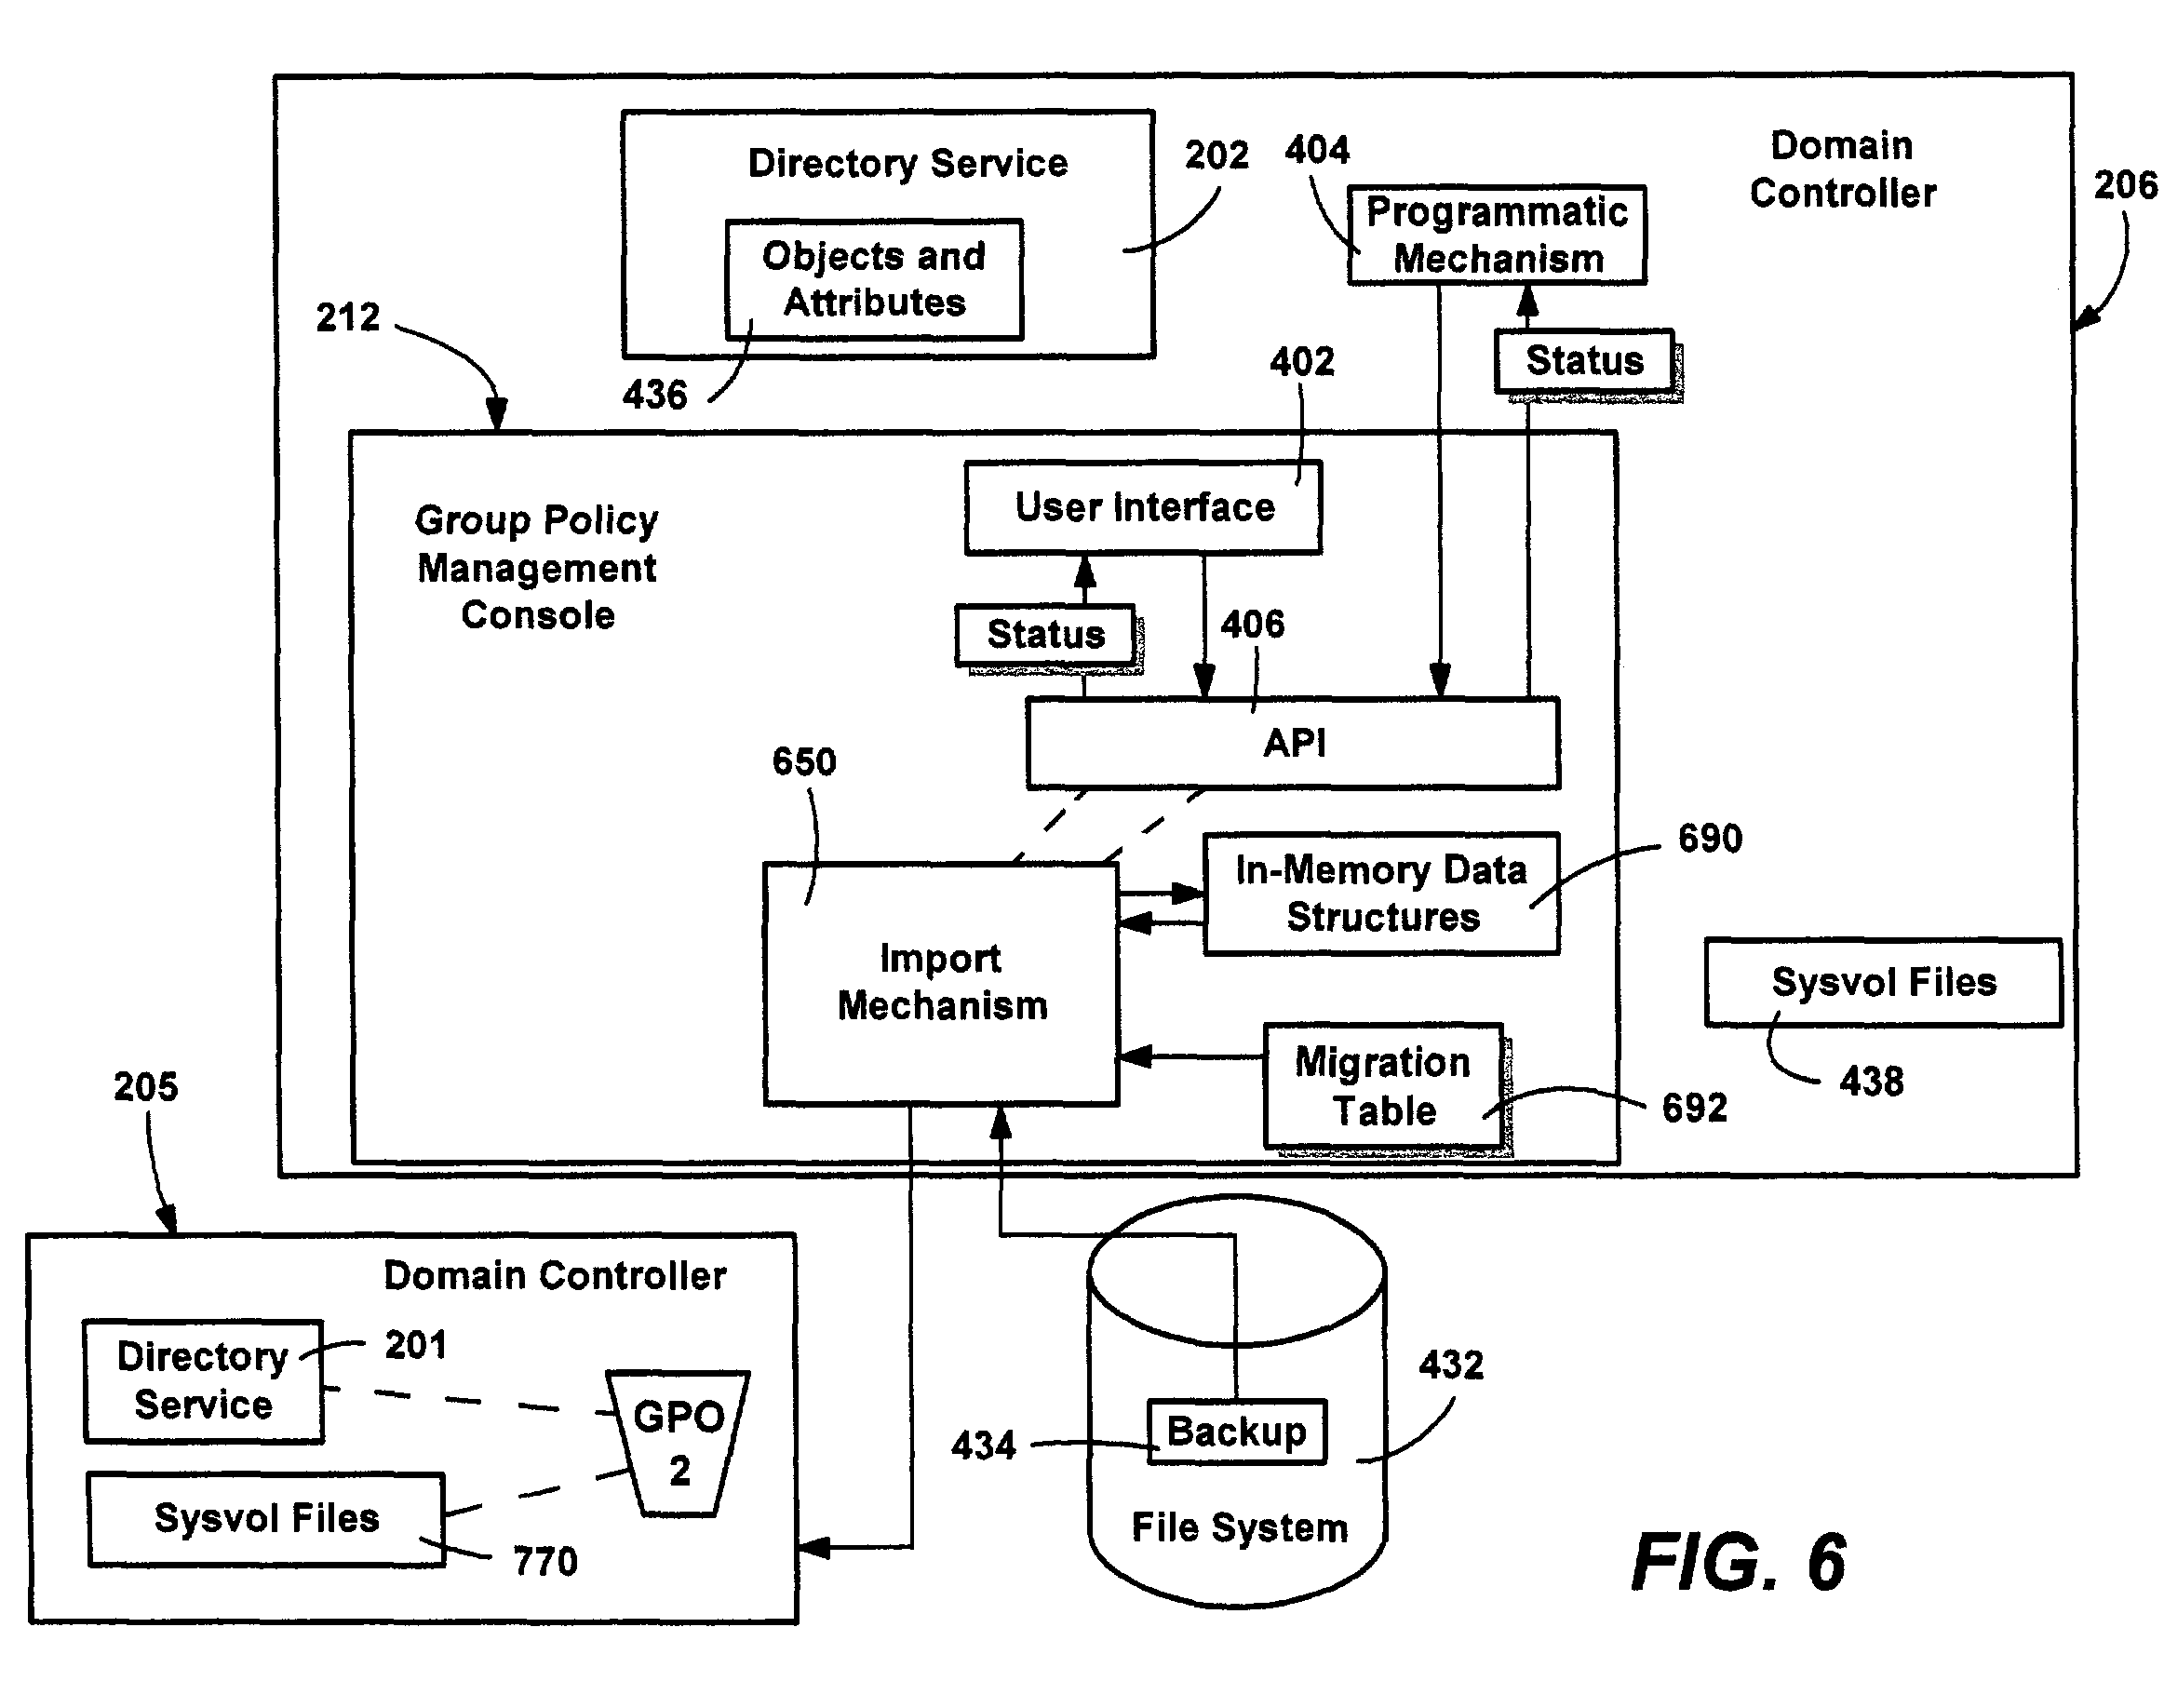 Directory Service
202
404
Domain
Controller
206
Programmatic
Mechanism
Objects and
Attributes
212
436
Status
402
User Interface
Group Policy
Management
Console
Status
406
API
650
690
In-Memory Data
Structures
Import
Mechanism
Sysvol Files
438
Migration
Table
692
205
Domain Controller
Directory
Service
201
GPO
2
Sysvol Files
770
432
434
Backup
File System
FIG. 6